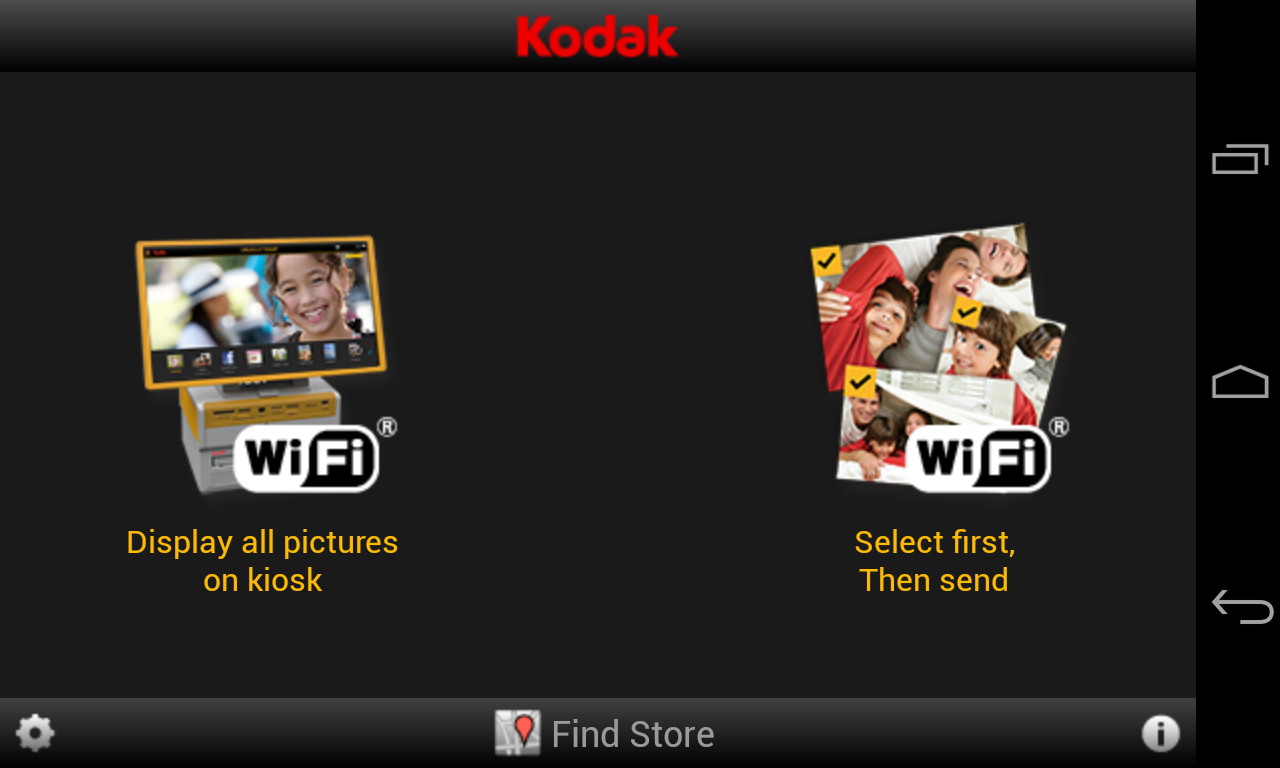 Kodak
WiFi®
WiFi®
Display all pictures
on kiosk
Select first,
Then send
Find Store